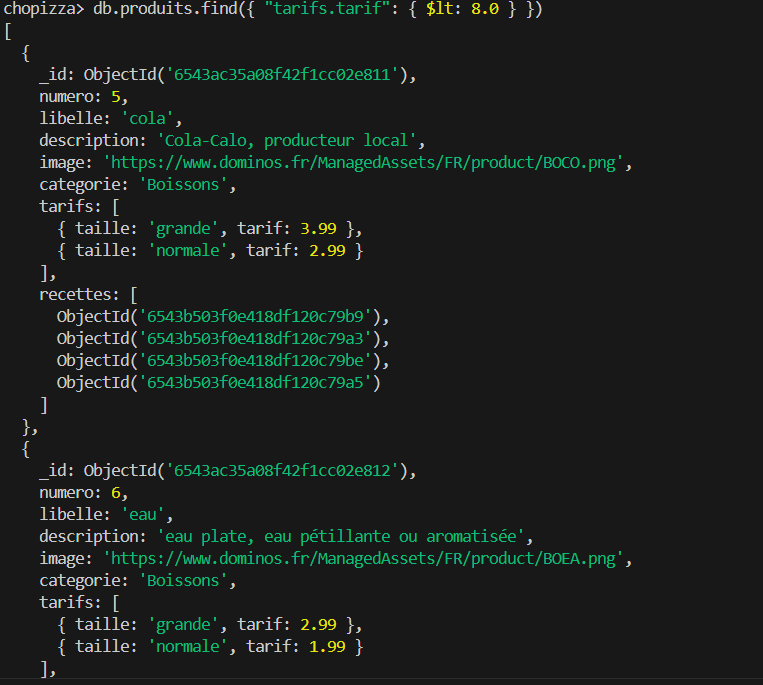 chopizza> db.produits.find({ "tarifs.tarif": { $lt: 8.0 } })
[
  {
    _id: ObjectId('6543ac35a08f42f1cc02e811'),
    numero: 5,
    libelle: 'cola',
    description: 'Cola-Calo, producteur local',
    image: 'https://www.dominos.fr/ManagedAssets/FR/product/BOCO.png',
    categorie: 'Boissons',
    tarifs: [
      { taille: 'grande', tarif: 3.99 },
      { taille: 'normale', tarif: 2.99 }
    ],
    recettes: [
      ObjectId('6543b503f0e418df120c79b9'),
      ObjectId('6543b503f0e418df120c79a3'),
      ObjectId('6543b503f0e418df120c79be'),
      ObjectId('6543b503f0e418df120c79a5')
    ]
  },
  {
    _id: ObjectId('6543ac35a08f42f1cc02e812'),
    numero: 6,
    libelle: 'eau',
    description: 'eau plate, eau pétillante ou aromatisée',
    image: 'https://www.dominos.fr/ManagedAssets/FR/product/BOEA.png',
    categorie: 'Boissons',
    tarifs: [
      { taille: 'grande', tarif: 2.99 },
      { taille: 'normale', tarif: 1.99 }
    ],